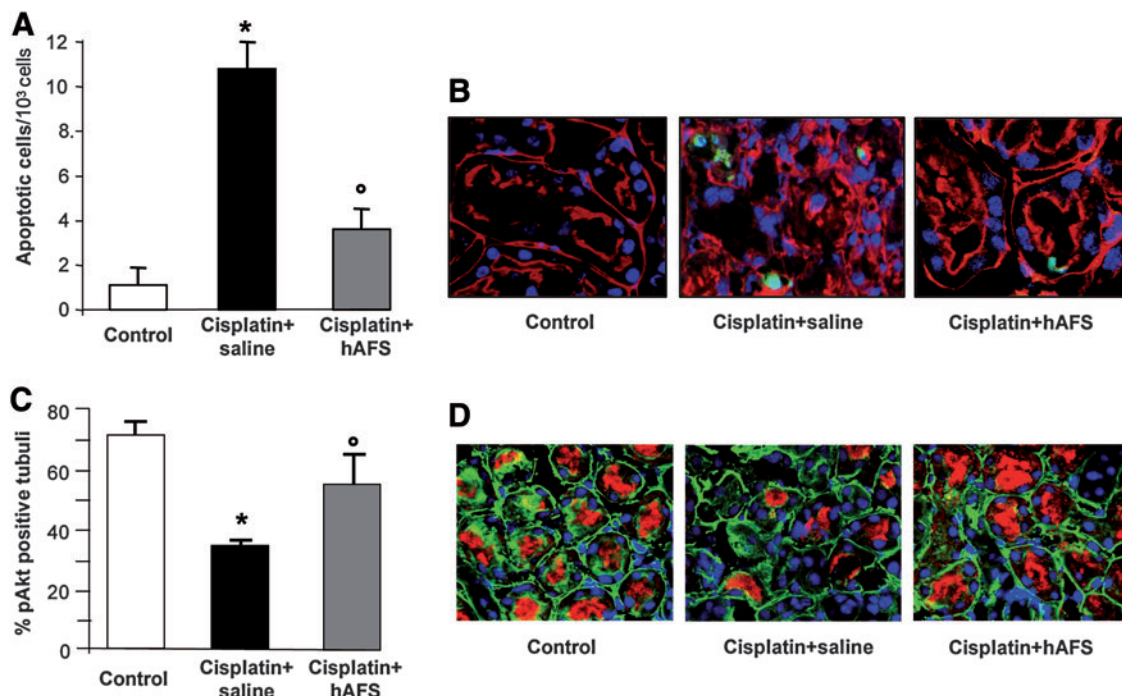 A
Apoptotic cells/10³ cells
12
*
10
8
6
4
°
2
0
Control
Cisplatin+
saline
Cisplatin+
hAFS
B
Control
Cisplatin+saline
Cisplatin+hAFS
C
% pAkt positive tubuli
80
60
40
20
0
*
°
Control
Cisplatin+
saline
Cisplatin+
hAFS
D
Control
Cisplatin+saline
Cisplatin+hAFS